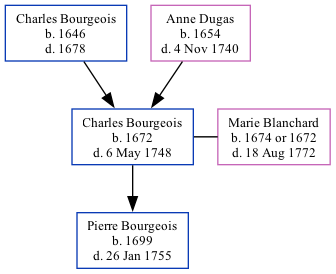 Charles Bourgeois
b. 1646
d. 1678
Anne Dugas
b. 1654
d. 4 Nov 1740
Charles Bourgeois
b. 1672
d. 6 May 1748
Marie Blanchard
b. 1674 or 1672
d. 18 Aug 1772
Pierre Bourgeois
b. 1699
d. 26 Jan 1755